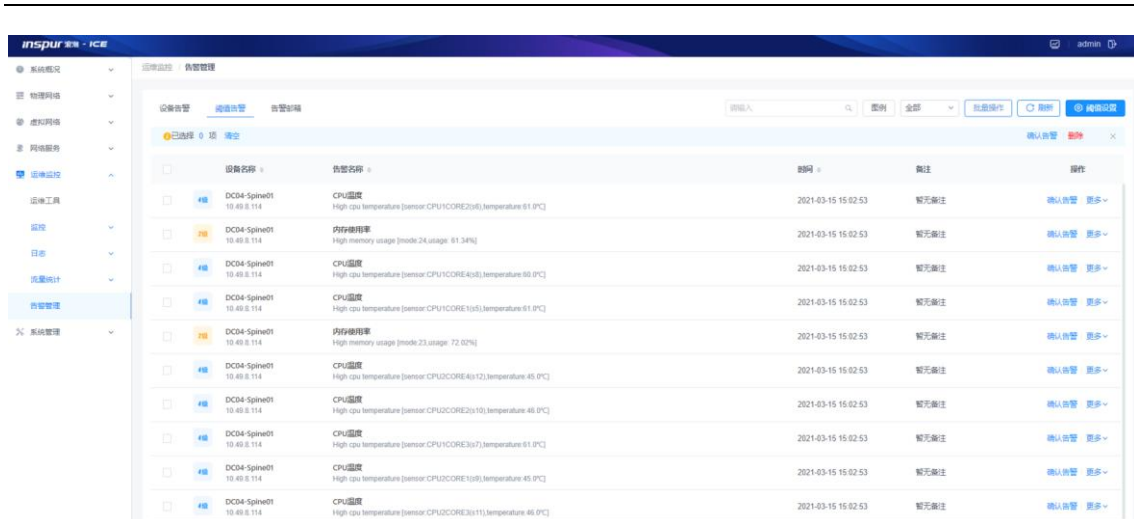 inspur 浪潮 - ICE
admin
系统概况
物理网络
虚拟网络
网络服务
运维监控
运维工具
监控
日志
流量统计
告警管理
系统管理
运维监控 / 告警管理
设备告警 阈值告警 告警邮箱
请输入 图例 全部 批量操作 刷新 阈值设置
已选择 0 项 清空 确认告警 删除 ×
设备名称 告警名称 时间 备注 操作
4级 DC04-Spine01 CPU温度 2021-03-15 15:02:53 暂无备注 确认告警 更多
10.49.8.114 High cpu temperature [sensor:CPU1CORE2(s6),temperature:61.0°C]
2级 DC04-Spine01 内存使用率 2021-03-15 15:02:53 暂无备注 确认告警 更多
10.49.8.114 High memory usage [mode:24,usage: 61.34%]
4级 DC04-Spine01 CPU温度 2021-03-15 15:02:53 暂无备注 确认告警 更多
10.49.8.114 High cpu temperature [sensor:CPU1CORE4(s8),temperature:60.0°C]
4级 DC04-Spine01 CPU温度 2021-03-15 15:02:53 暂无备注 确认告警 更多
10.49.8.114 High cpu temperature [sensor:CPU1CORE1(s5),temperature:61.0°C]
2级 DC04-Spine01 内存使用率 2021-03-15 15:02:53 暂无备注 确认告警 更多
10.49.8.114 High memory usage [mode:23,usage: 72.02%]
4级 DC04-Spine01 CPU温度 2021-03-15 15:02:53 暂无备注 确认告警 更多
10.49.8.114 High cpu temperature [sensor:CPU2CORE4(s12),temperature:45.0°C]
4级 DC04-Spine01 CPU温度 2021-03-15 15:02:53 暂无备注 确认告警 更多
10.49.8.114 High cpu temperature [sensor:CPU2CORE2(s10),temperature:46.0°C]
4级 DC04-Spine01 CPU温度 2021-03-15 15:02:53 暂无备注 确认告警 更多
10.49.8.114 High cpu temperature [sensor:CPU1CORE3(s7),temperature:61.0°C]
4级 DC04-Spine01 CPU温度 2021-03-15 15:02:53 暂无备注 确认告警 更多
10.49.8.114 High cpu temperature [sensor:CPU2CORE1(s9),temperature:45.0°C]
4级 DC04-Spine01 CPU温度 2021-03-15 15:02:53 暂无备注 确认告警 更多
10.49.8.114 High cpu temperature [sensor:CPU2CORE3(s11),temperature:46.0°C]